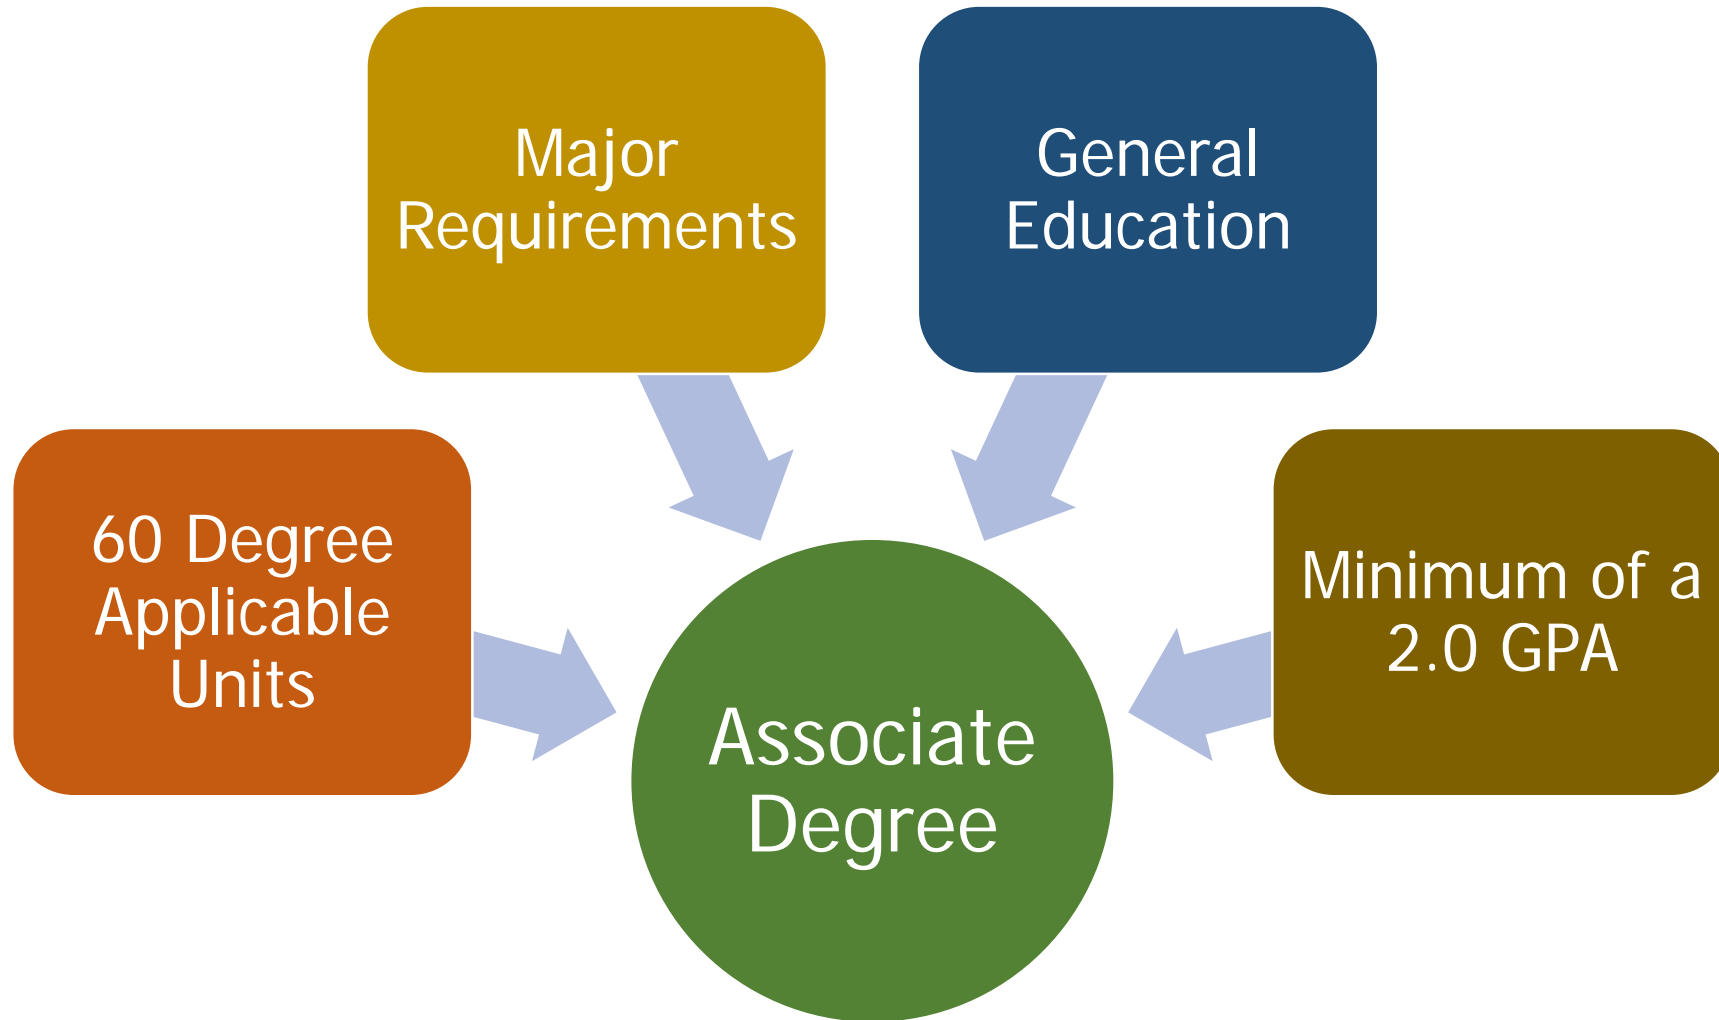 Major
Requirements
General
Education
60 Degree
Applicable
Units
Minimum of a
2.0 GPA
Associate
Degree